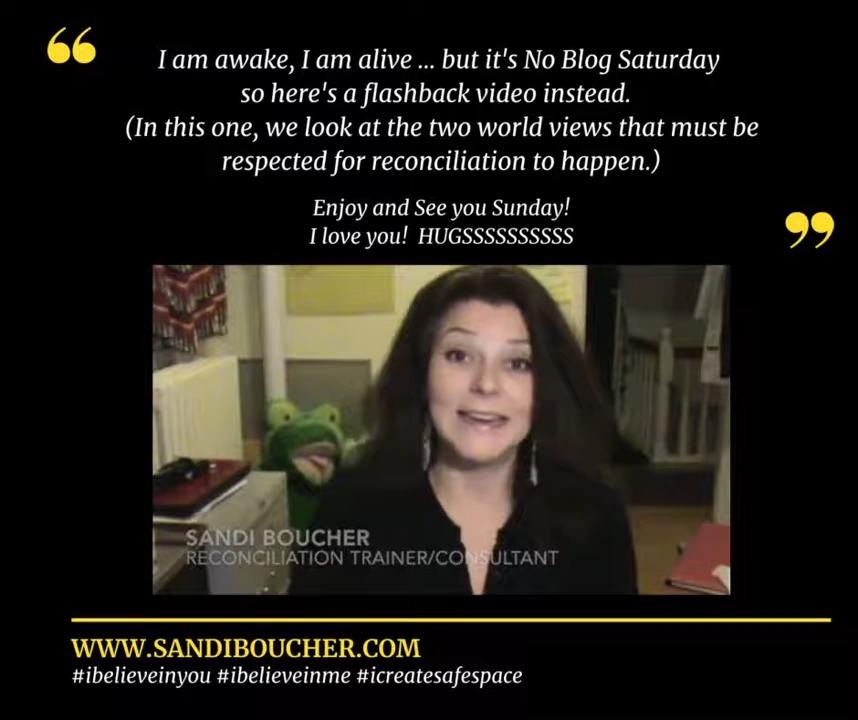 I am awake, I am alive ... but it's No Blog Saturday
so here's a flashback video instead.
(In this one, we look at the two world views that must be
respected for reconciliation to happen.)
Enjoy and See you Sunday!
I love you! HUGSSSSSSSSSS
SANDI BOUCHER
RECONCILIATION TRAINER/CONSULTANT
WWW.SANDIBOUCHER.COM
#ibelieveinyou #ibelieveinme #icreatesafespace